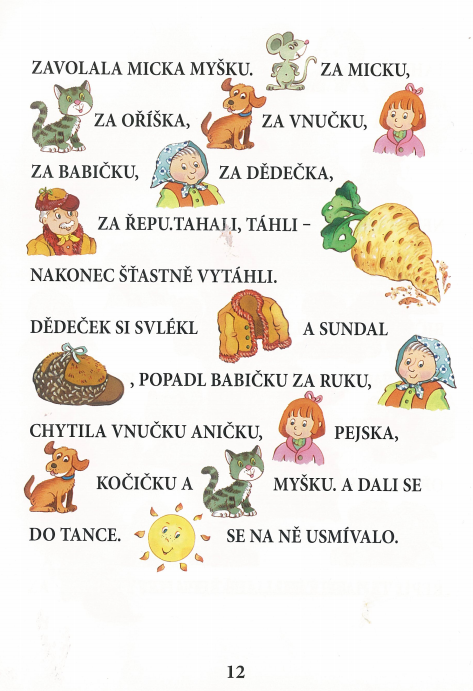 ZAVOLALA MICKA MYŠKU. ZA MICKU,
ZA OŘÍŠKA, ZA VNUČKU,
ZA BABIČKU, ZA DĚDEČKA,
ZA ŘEPU.TAHALI, TÁHLI –
NAKONEC ŠŤASTNĚ VYTÁHLI.
DĚDEČEK SI SVLÉKL A SUNDAL
, POPADL BABIČKU ZA RUKU,
CHYTILA VNUČKU ANIČKU, PEJSKA,
KOČIČKU A MYŠKU. A DALI SE
DO TANCE. SE NA NĚ USMÍVALO.
12